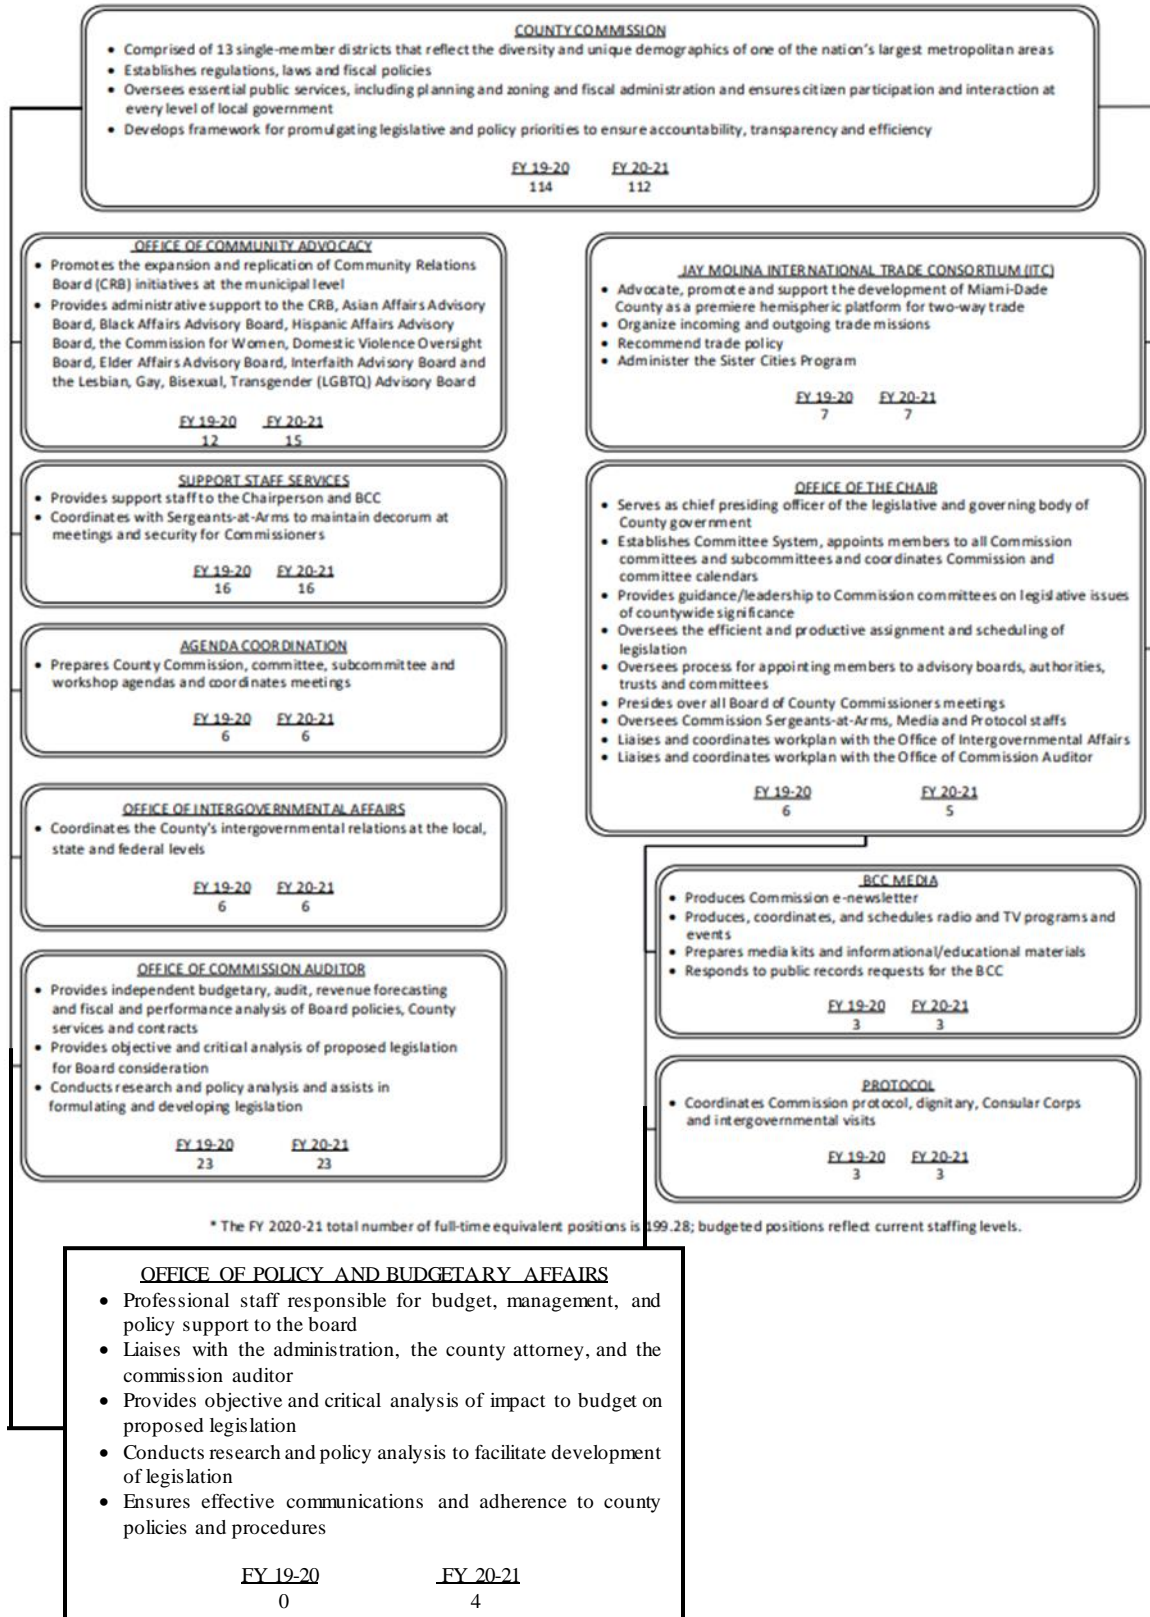 COUNTY COMMISSION
• Comprised of 13 single-member districts that reflect the diversity and unique demographics of one of the nation's largest metropolitan areas
• Establishes regulations, laws and fiscal policies
• Oversees essential public services, including planning and zoning and fiscal administration and ensures citizen participation and interaction at
every level of local government
• Develops framework for promulgating legislative and policy priorities to ensure accountability, transparency and efficiency
FY 19-20 FY 20-21
114 112
OFFICE OF COMMUNITY ADVOCACY
• Promotes the expansion and replication of Community Relations
Board (CRB) initiatives at the municipal level
• Provides administrative support to the CRB, Asian Affairs Advisory
Board, Black Affairs Advisory Board, Hispanic Affairs Advisory
Board, the Commission for Women, Domestic Violence Oversight
Board, Elder Affairs Advisory Board, Interfaith Advisory Board and
the Lesbian, Gay, Bisexual, Transgender (LGBTQ) Advisory Board
FY 19-20 FY 20-21
12 15
SUPPORT STAFF SERVICES
• Provides support staff to the Chairperson and BCC
• Coordinates with Sergeants-at-Arms to maintain decorum at
meetings and security for Commissioners
FY 19-20 FY 20-21
16 16
AGENDA COORDINATION
• Prepares County Commission, committee, subcommittee and
workshop agendas and coordinates meetings
FY 19-20 FY 20-21
6 6
OFFICE OF INTERGOVERNMENTAL AFFAIRS
• Coordinates the County's intergovernmental relations at the local,
state and federal levels
FY 19-20 FY 20-21
6 6
OFFICE OF COMMISSION AUDITOR
• Provides independent budgetary, audit, revenue forecasting
and fiscal and performance analysis of Board policies, County
services and contracts
• Provides objective and critical analysis of proposed legislation
for Board consideration
• Conducts research and policy analysis and assists in
formulating and developing legislation
FY 19-20 FY 20-21
23 23
JAY MOLINA INTERNATIONAL TRADE CONSORTIUM (ITC)
• Advocate, promote and support the development of Miami-Dade
County as a premiere hemispheric platform for two-way trade
• Organize incoming and outgoing trade missions
• Recommend trade policy
• Administer the Sister Cities Program
FY 19-20 FY 20-21
7 7
OFFICE OF THE CHAIR
• Serves as chief presiding officer of the legislative and governing body of
County government
• Establishes Committee System, appoints members to all Commission
committees and subcommittees and coordinates Commission and
committee calendars
• Provides guidance/leadership to Commission committees on legislative issues
of countywide significance
• Oversees the efficient and productive assignment and scheduling of
legislation
• Oversees process for appointing members to advisory boards, authorities,
trusts and committees
• Presides over all Board of County Commissioners meetings
• Oversees Commission Sergeants-at-Arms, Media and Protocol staffs
• Liaises and coordinates workplan with the Office of Intergovernmental Affairs
• Liaises and coordinates workplan with the Office of Commission Auditor
FY 19-20 FY 20-21
6 5
BCC MEDIA
• Produces Commission e-newsletter
• Produces, coordinates, and schedules radio and TV programs and
events
• Prepares media kits and informational/educational materials
• Responds to public records requests for the BCC
FY 19-20 FY 20-21
3 3
PROTOCOL
• Coordinates Commission protocol, dignitary, Consular Corps
and intergovernmental visits
FY 19-20 FY 20-21
3 3
* The FY 2020-21 total number of full-time equivalent positions is 199.28; budgeted positions reflect current staffing levels.
OFFICE OF POLICY AND BUDGETARY AFFAIRS
• Professional staff responsible for budget, management, and
policy support to the board
• Liaises with the administration, the county attorney, and the
commission auditor
• Provides objective and critical analysis of impact to budget on
proposed legislation
• Conducts research and policy analysis to facilitate development
of legislation
• Ensures effective communications and adherence to county
policies and procedures
FY 19-20 FY 20-21
0 4